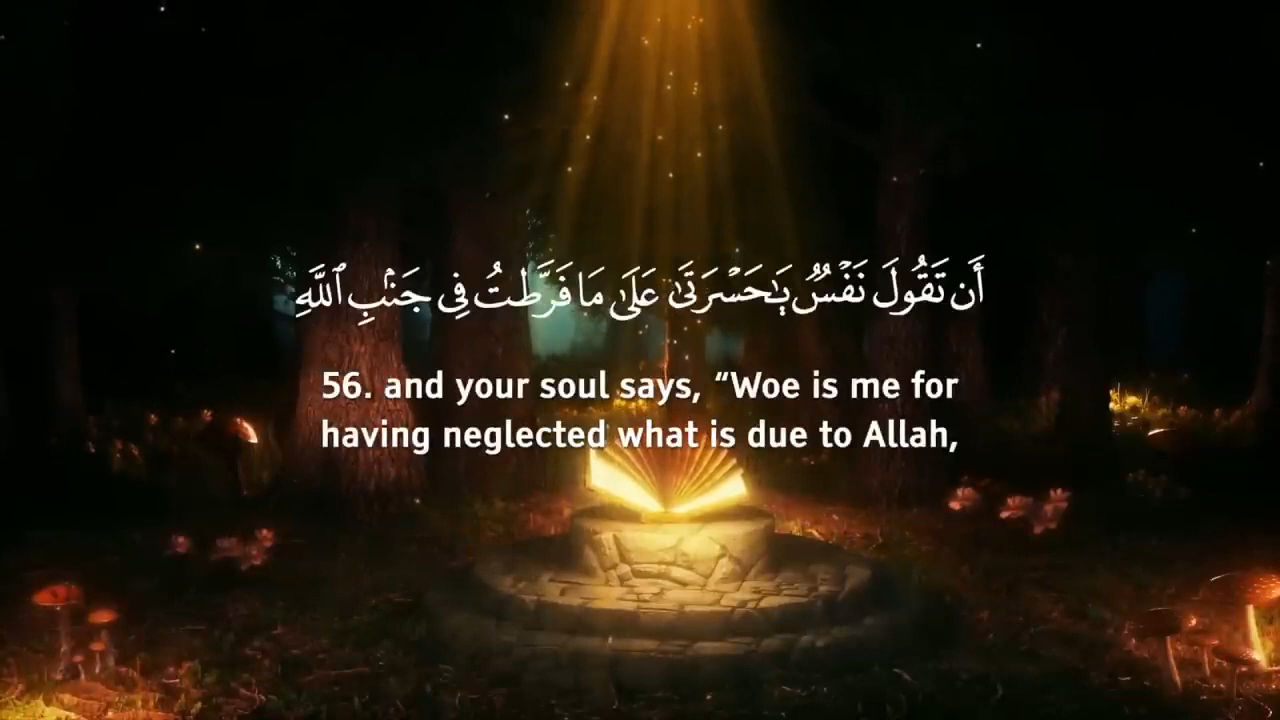 أَن تَقُولَ نَفْسٌ يَٰحَسْرَتَىٰ عَلَىٰ مَا فَرَّطتُ فِى جَنۢبِ ٱللَّهِ
56. and your soul says, “Woe is me for
having neglected what is due to Allah,